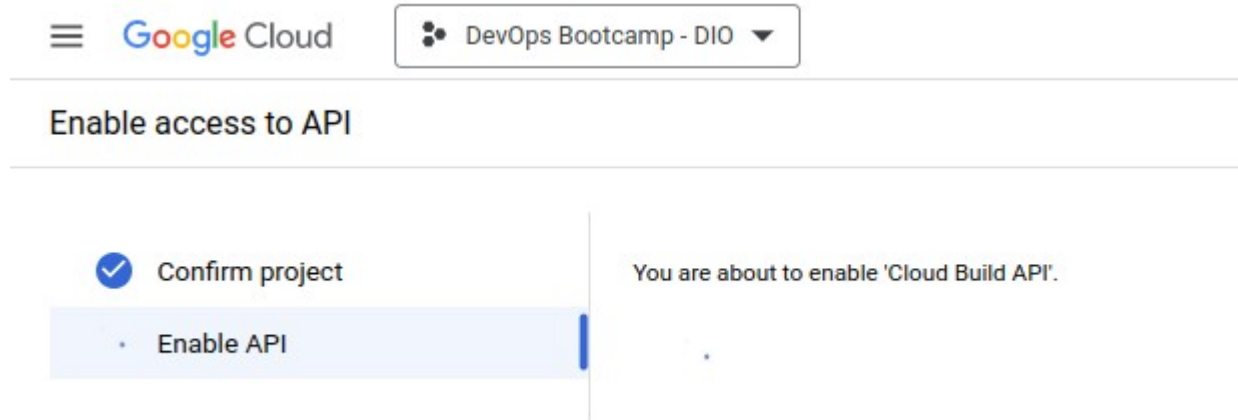 Google Cloud
DevOps Bootcamp - DIO
Enable access to API
Confirm project
You are about to enable 'Cloud Build API'.
Enable API